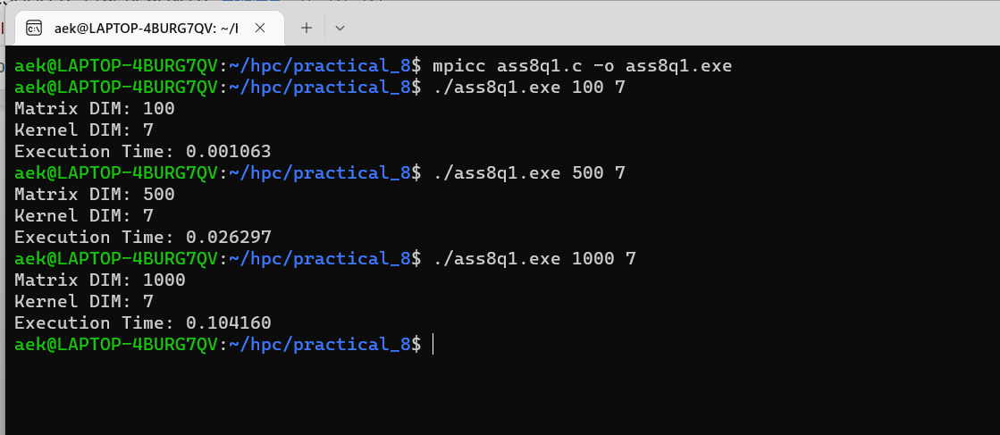 aek@LAPTOP-4BURG7QV: ~/l
aek@LAPTOP-4BURG7QV:~/hpc/practical_8$ mpicc ass8q1.c -o ass8q1.exe
aek@LAPTOP-4BURG7QV:~/hpc/practical_8$ ./ass8q1.exe 100 7
Matrix DIM: 100
Kernel DIM: 7
Execution Time: 0.001063
aek@LAPTOP-4BURG7QV:~/hpc/practical_8$ ./ass8q1.exe 500 7
Matrix DIM: 500
Kernel DIM: 7
Execution Time: 0.026297
aek@LAPTOP-4BURG7QV:~/hpc/practical_8$ ./ass8q1.exe 1000 7
Matrix DIM: 1000
Kernel DIM: 7
Execution Time: 0.104160
aek@LAPTOP-4BURG7QV:~/hpc/practical_8$